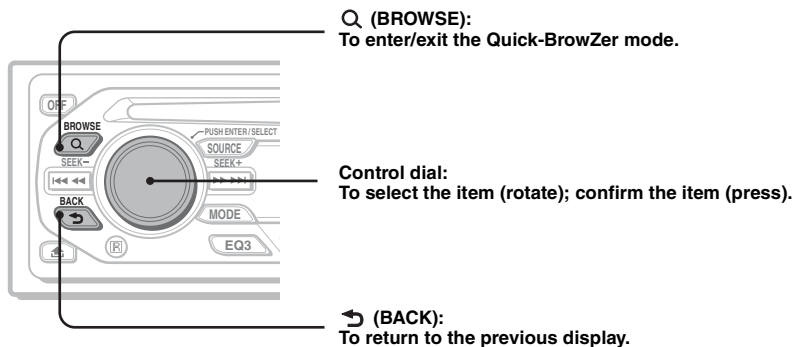 (BROWSE):
To enter/exit the Quick-BrowZer mode.
OFF
BROWSE
PUSH ENTER / SELECT
SOURCE
SEEK–
SEEK+
Control dial:
To select the item (rotate); confirm the item (press).
BACK
MODE
R
EQ3
(BACK):
To return to the previous display.